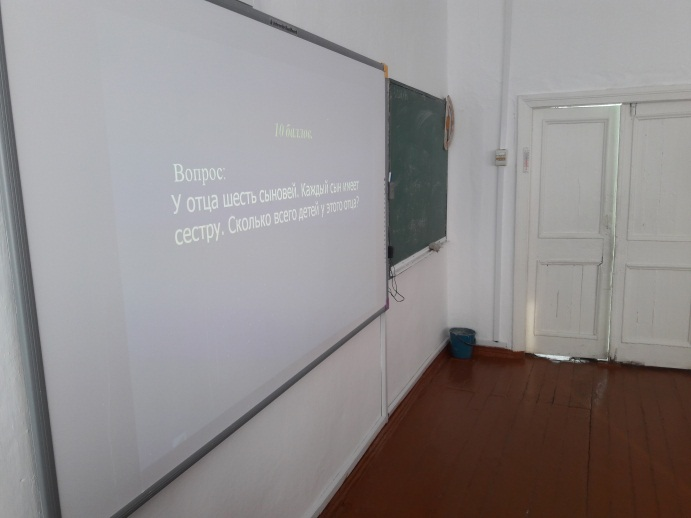 10 баллов.
Вопрос:
У отца шесть сыновей. Каждый сын имеет
сестру. Сколько всего детей у этого отца?